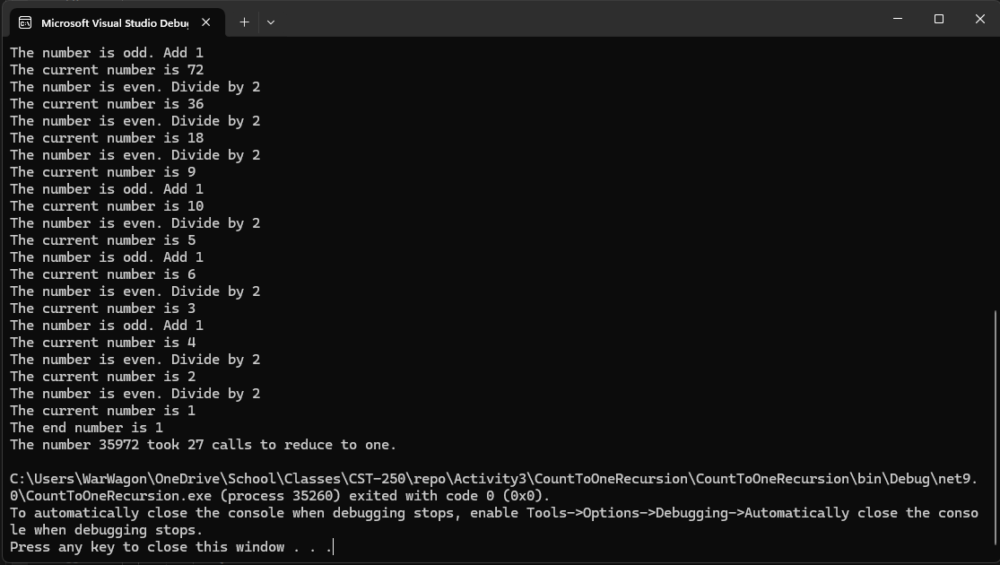 Microsoft Visual Studio Debug
The number is odd. Add 1
The current number is 72
The number is even. Divide by 2
The current number is 36
The number is even. Divide by 2
The current number is 18
The number is even. Divide by 2
The current number is 9
The number is odd. Add 1
The current number is 10
The number is even. Divide by 2
The current number is 5
The number is odd. Add 1
The current number is 6
The number is even. Divide by 2
The current number is 3
The number is odd. Add 1
The current number is 4
The number is even. Divide by 2
The current number is 2
The number is even. Divide by 2
The current number is 1
The end number is 1
The number 35972 took 27 calls to reduce to one.
C:\Users\WarWagon\OneDrive\School\Classes\CST-250\repo\Activity3\CountToOneRecursion\CountToOneRecursion\bin\Debug\net9.
0\CountToOneRecursion.exe (process 35260) exited with code 0 (0x0).
To automatically close the console when debugging stops, enable Tools->Options->Debugging->Automatically close the conso
le when debugging stops.
Press any key to close this window . . .